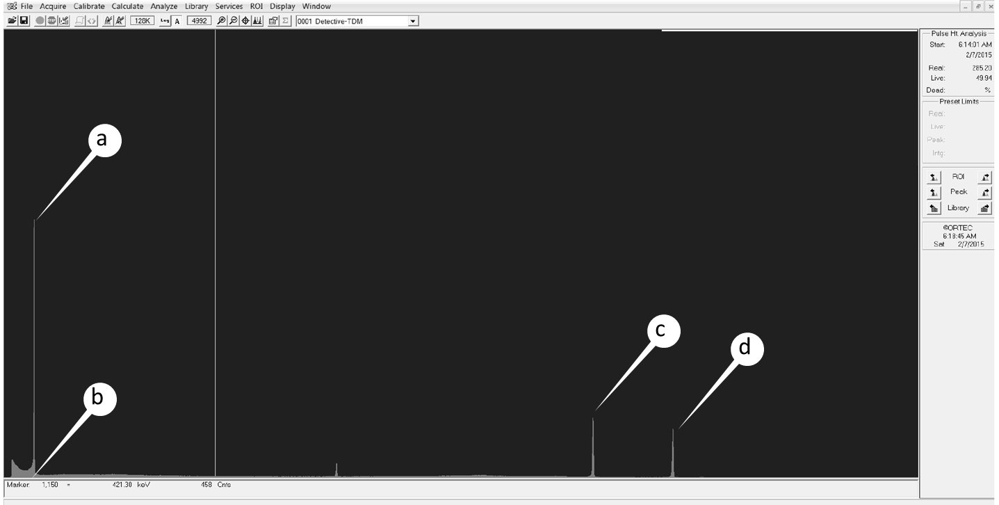 File Acquire Calibrate Calculate Analyze Library Services ROI Display Window
128K Log A 4992 0001 Detective-TDM
Pulse Ht. Analysis
Start: 6:14:01 AM
2/7/2015
Real: 285.20
Live: 49.94
Dead: %
Preset Limits
Real:
Live:
Peak:
Intg:
ROI
Peak
Library
©ORTEC
6:18:45 AM
Sat 2/7/2015
a
b
c
d
Marker: 1,150 = 421.30 keV 458 Cnts